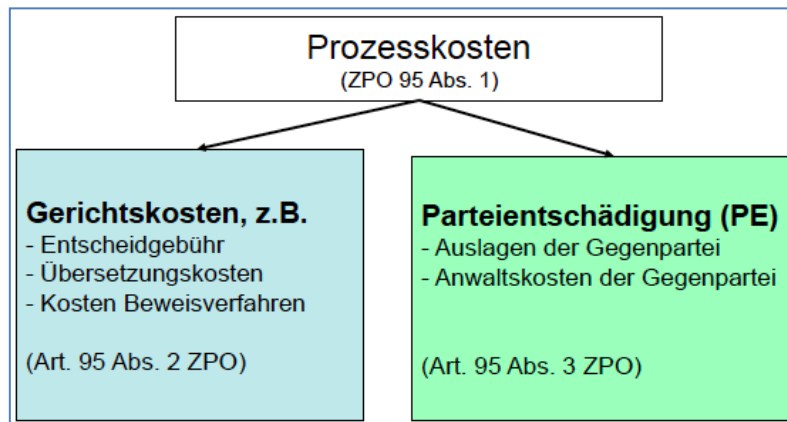 Prozesskosten
(ZPO 95 Abs. 1)
Gerichtskosten, z.B.
- Entscheidgebühr
- Übersetzungskosten
- Kosten Beweisverfahren
(Art. 95 Abs. 2 ZPO)
Parteientschädigung (PE)
- Auslagen der Gegenpartei
- Anwaltskosten der Gegenpartei
(Art. 95 Abs. 3 ZPO)